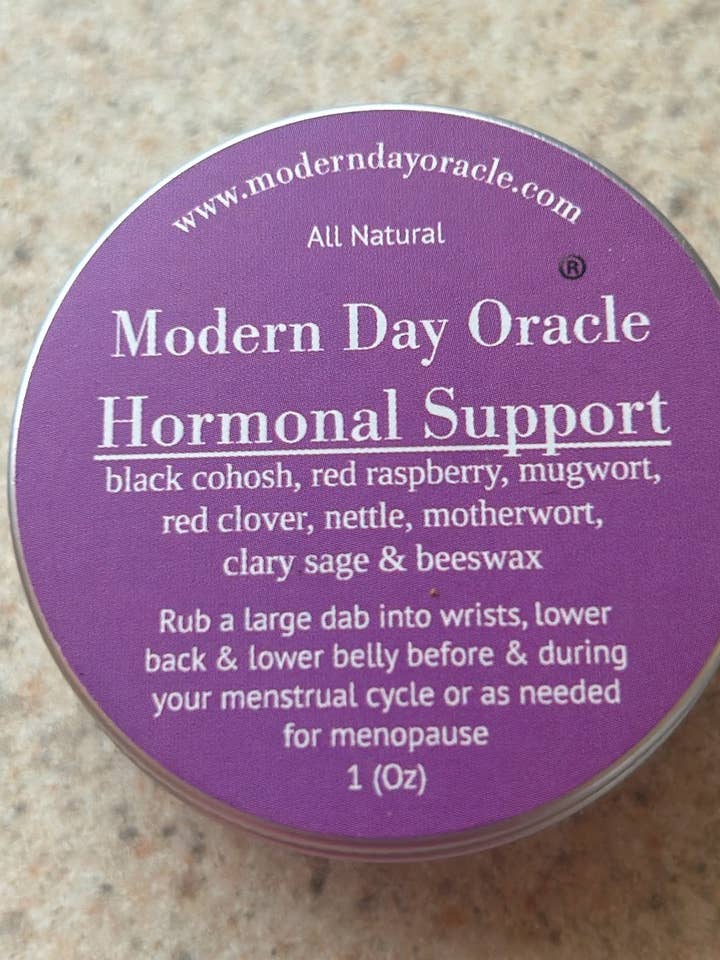 www.moderndayoracle.com
All Natural
®
Modern Day Oracle
Hormonal Support
black cohosh, red raspberry, mugwort,
red clover, nettle, motherwort,
clary sage & beeswax
Rub a large dab into wrists, lower
back & lower belly before & during
your menstrual cycle or as needed
for menopause
1 (Oz)